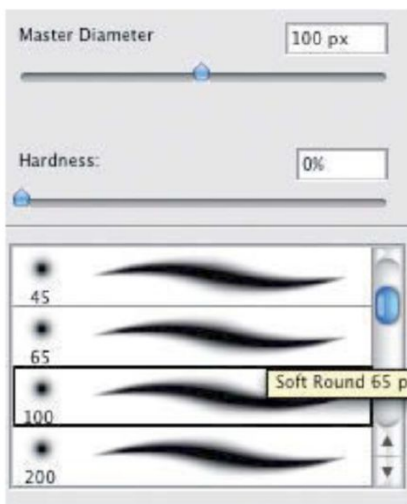 Master Diameter 100 px
Hardness: 0%
45
65
Soft Round 65 p
100
200